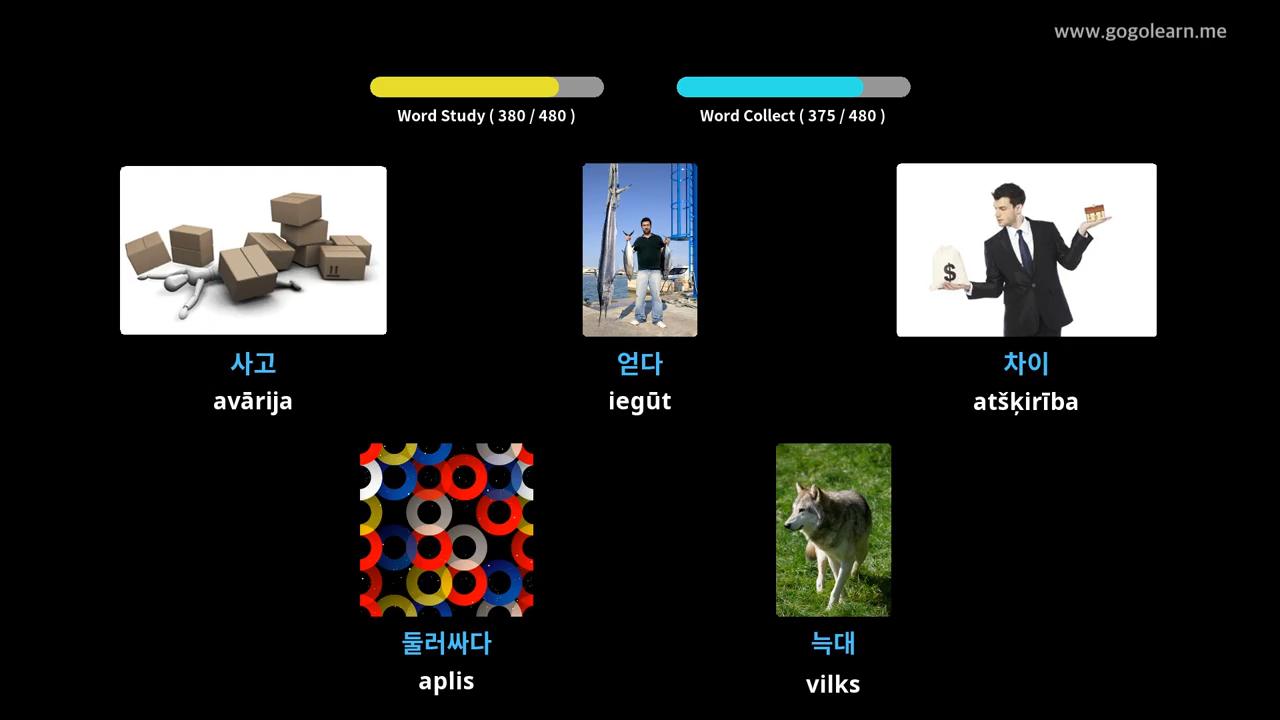 www.gogolearn.me
Word Study ( 380 / 480 )
Word Collect ( 375 / 480 )
$
사고
avārija
얻다
iegūt
차이
atšķirība
둘러싸다
aplis
늑대
vilks